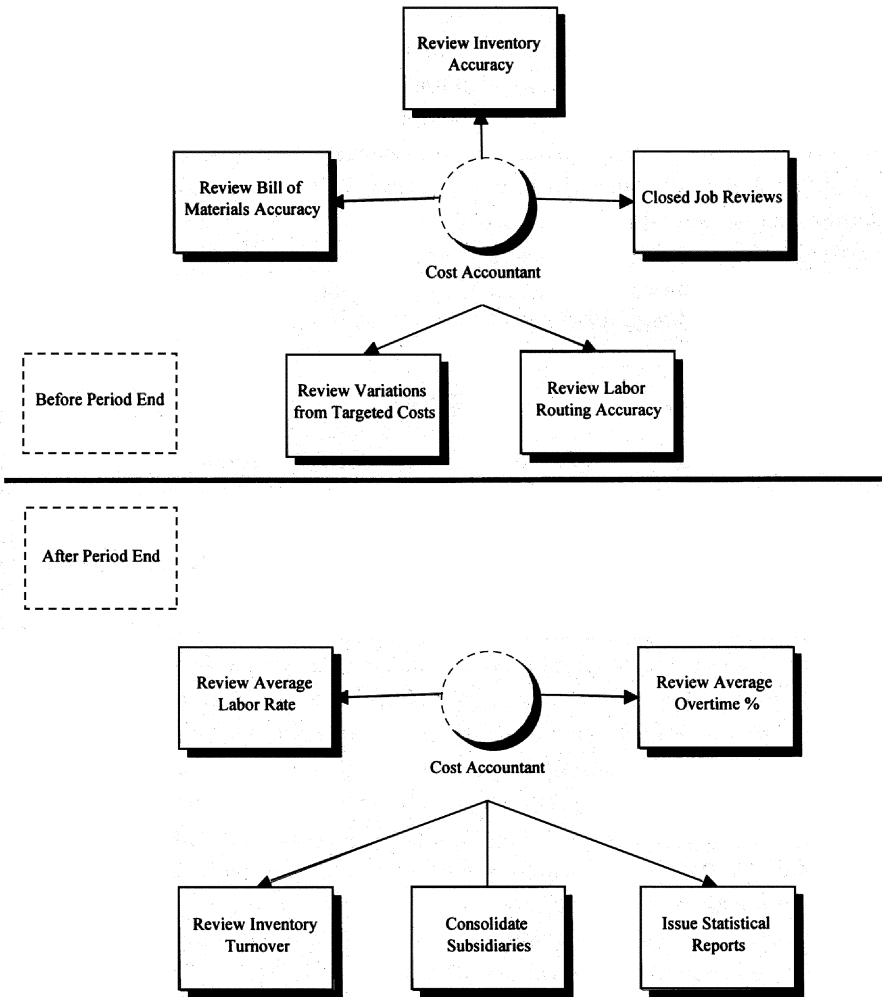 Review Inventory
Accuracy
Review Bill of
Materials Accuracy
Closed Job Reviews
Cost Accountant
Before Period End
Review Variations
from Targeted Costs
Review Labor
Routing Accuracy
After Period End
Review Average
Labor Rate
Review Average
Overtime %
Cost Accountant
Review Inventory
Turnover
Consolidate
Subsidiaries
Issue Statistical
Reports